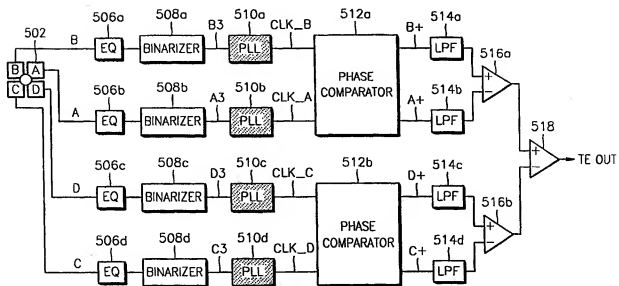 506a 508a 510a 512a 514a
502 B B3 CLK_B B+ 516a
EQ BINARIZER PLL LPF
B A
C D
506b 508b 510b PHASE COMPARATOR 514b
A A3 CLK_A A+
EQ BINARIZER PLL LPF
+
−
518
+
−
TE OUT
506c 508c 510c 512b 514c
D D3 CLK_C D+
EQ BINARIZER PLL LPF
516b
+
−
506d 508d 510d PHASE COMPARATOR 514d
C C3 CLK_D C+
EQ BINARIZER PLL LPF